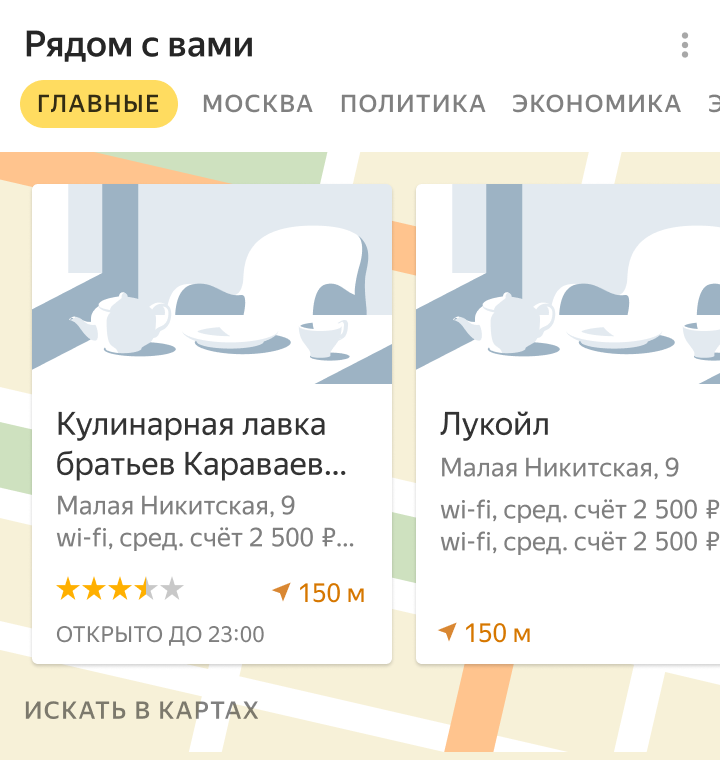 Рядом с вами
ГЛАВНЫЕ МОСКВА ПОЛИТИКА ЭКОНОМИКА
Кулинарная лавка
братьев Караваев...
Малая Никитская, 9
wi-fi, сред. счёт 2 500 ₽...
150 м
ОТКРЫТО ДО 23:00
Лукойл
Малая Никитская, 9
wi-fi, сред. счёт 2 500 ₽
wi-fi, сред. счёт 2 500 ₽
150 м
ИСКАТЬ В КАРТАХ